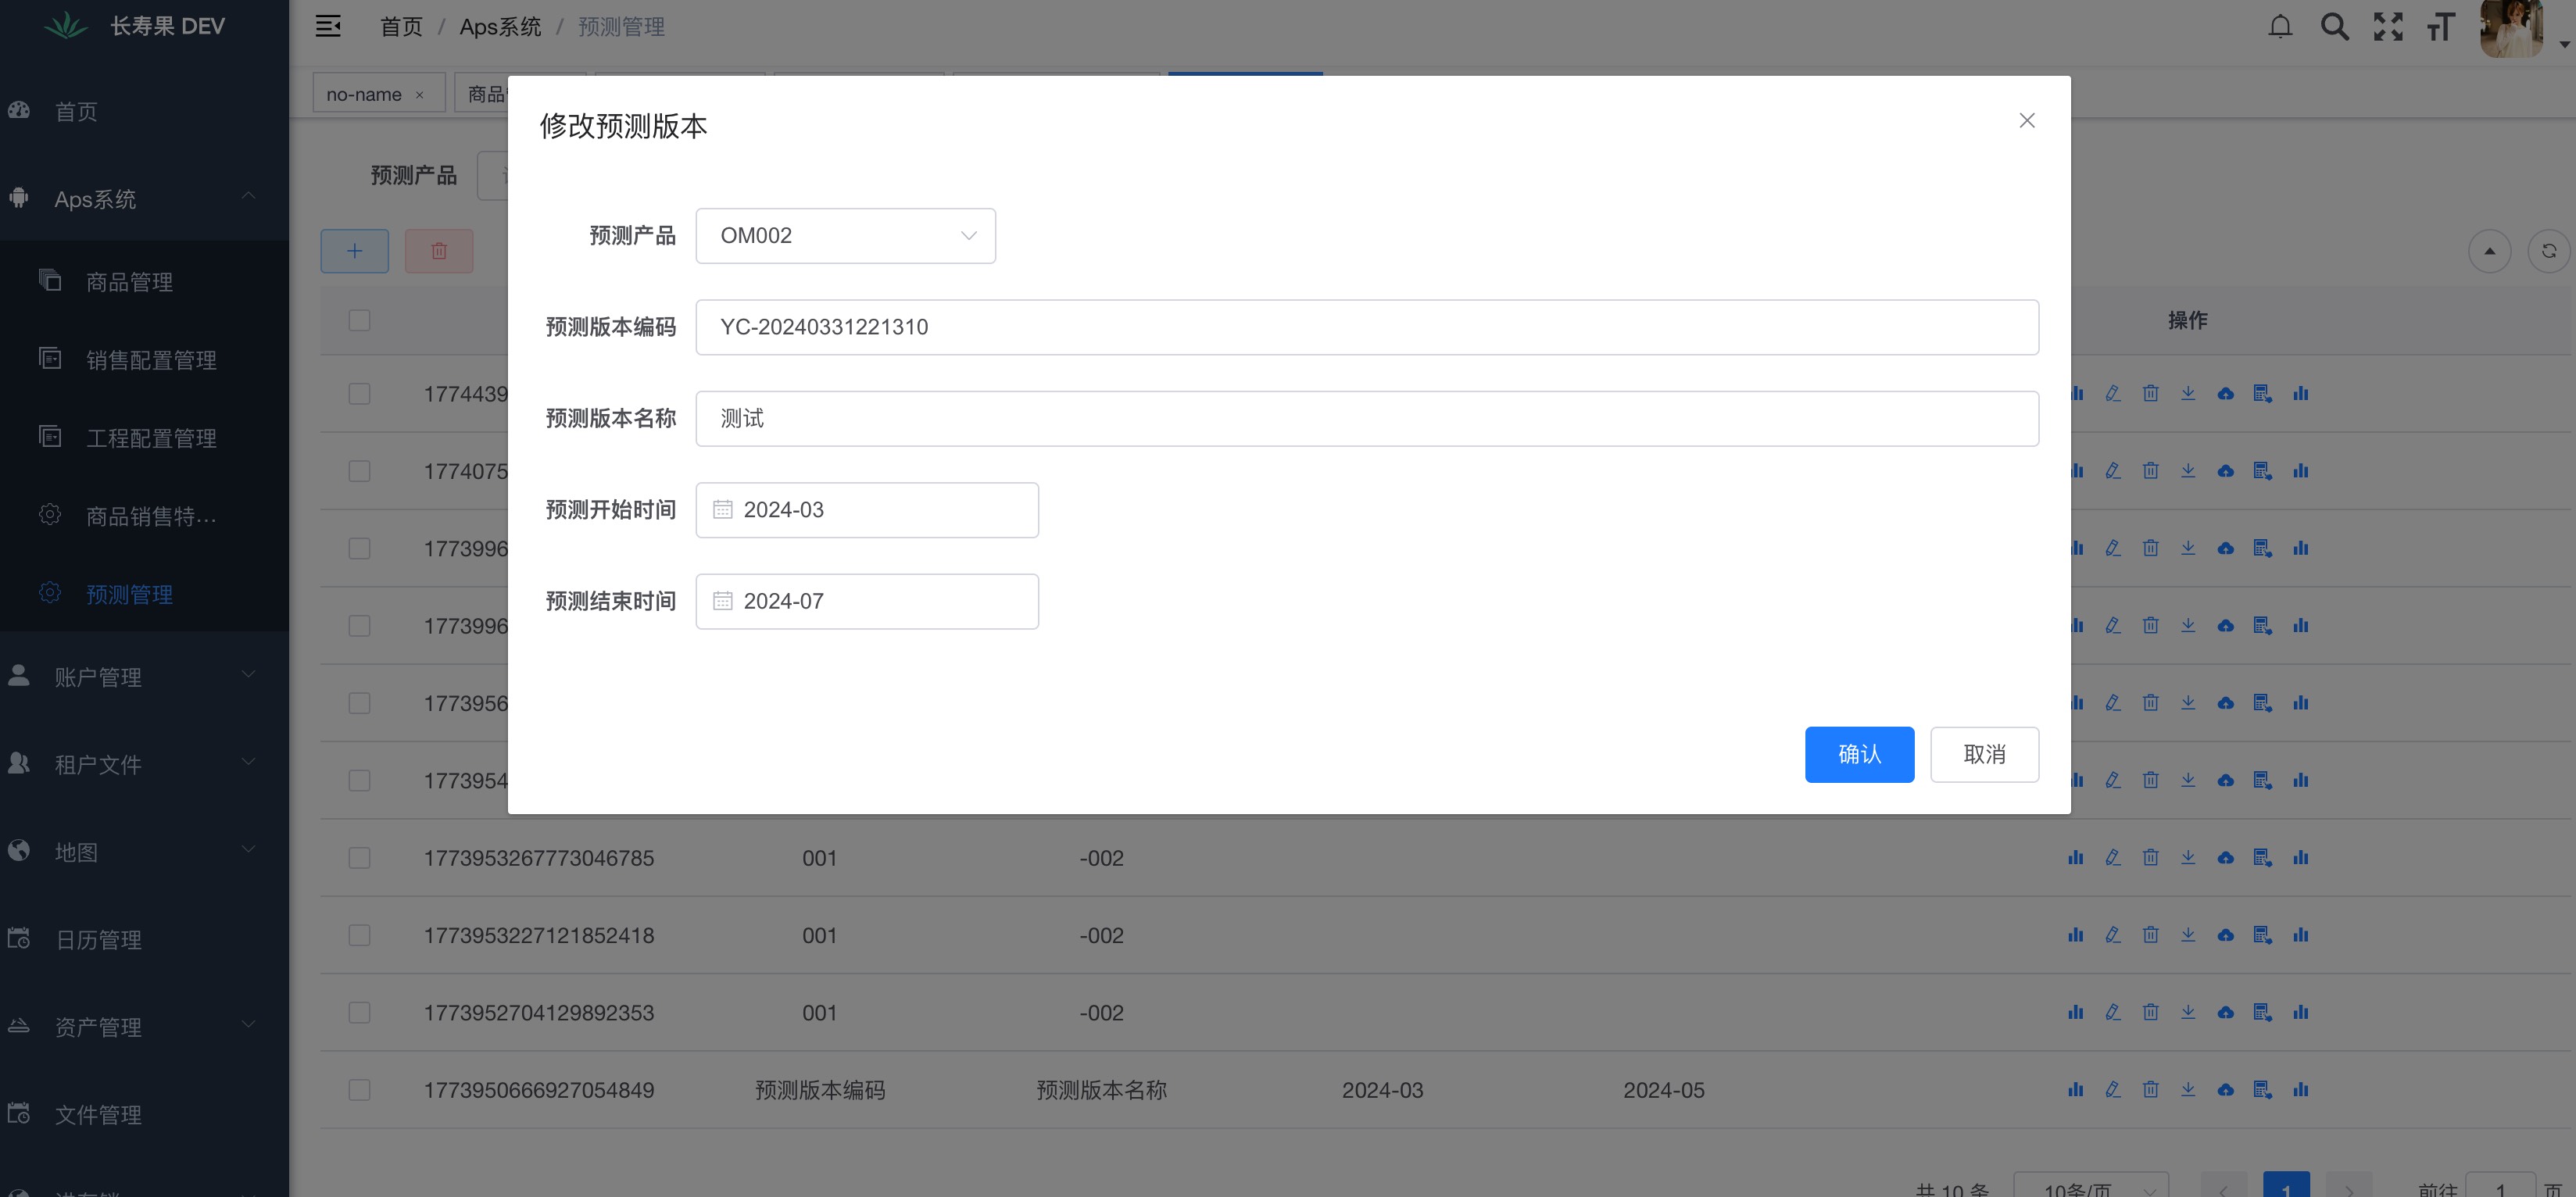 长寿果 DEV
首页 / Aps系统 / 预测管理
首页
Aps系统
商品管理
销售配置管理
工程配置管理
商品销售特...
预测管理
账户管理
租户文件
地图
日历管理
资产管理
文件管理
no-name ×
商品
预测产品
操作
1774439
1774075
1773996
1773996
1773956
1773954
1773953267773046785 001 -002
1773953227121852418 001 -002
1773952704129892353 001 -002
1773950666927054849 预测版本编码 预测版本名称 2024-03 2024-05
共 10 条 10条/页 1 前往 1 页
修改预测版本
预测产品 OM002
预测版本编码 YC-20240331221310
预测版本名称 测试
预测开始时间 2024-03
预测结束时间 2024-07
确认 取消